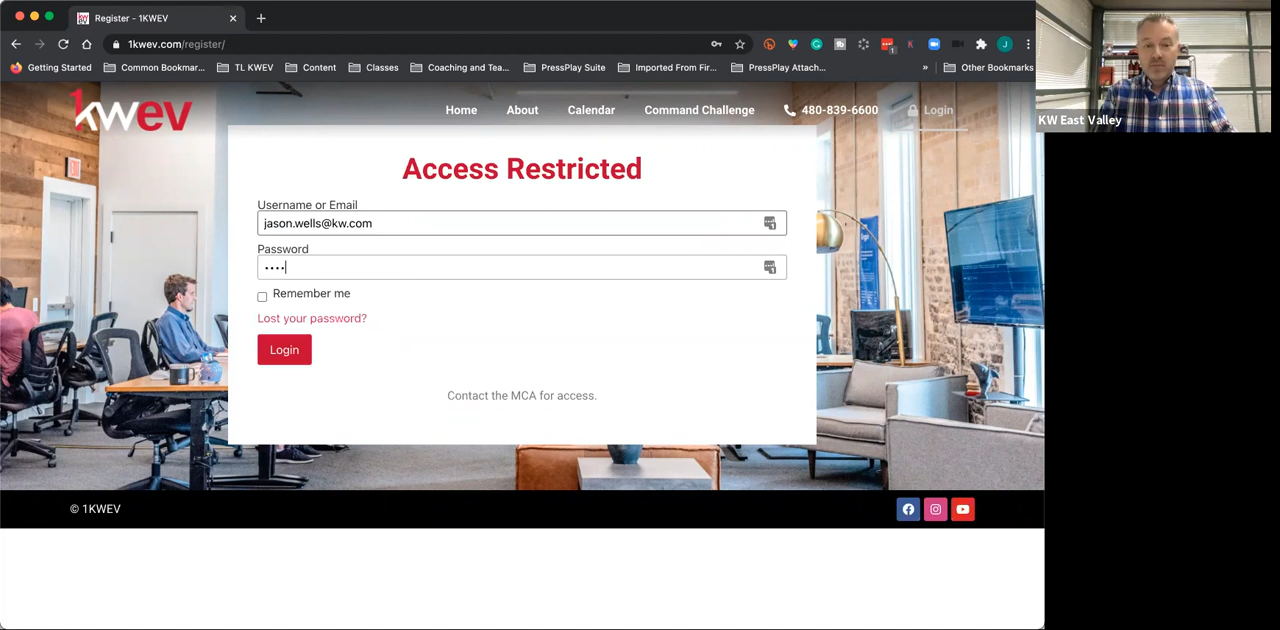 Register - 1KWEV
1kwev.com/register/
Getting Started
Common Bookmar...
TL KWEV
Content
Classes
Coaching and Tea...
PressPlay Suite
Imported From Fir...
PressPlay Attach...
»
Other Bookmarks
KW East Valley
1kwev
Home
About
Calendar
Command Challenge
480-839-6600
Login
Access Restricted
Username or Email
jason.wells@kw.com
Password
••••
Remember me
Lost your password?
Login
Contact the MCA for access.
© 1KWEV